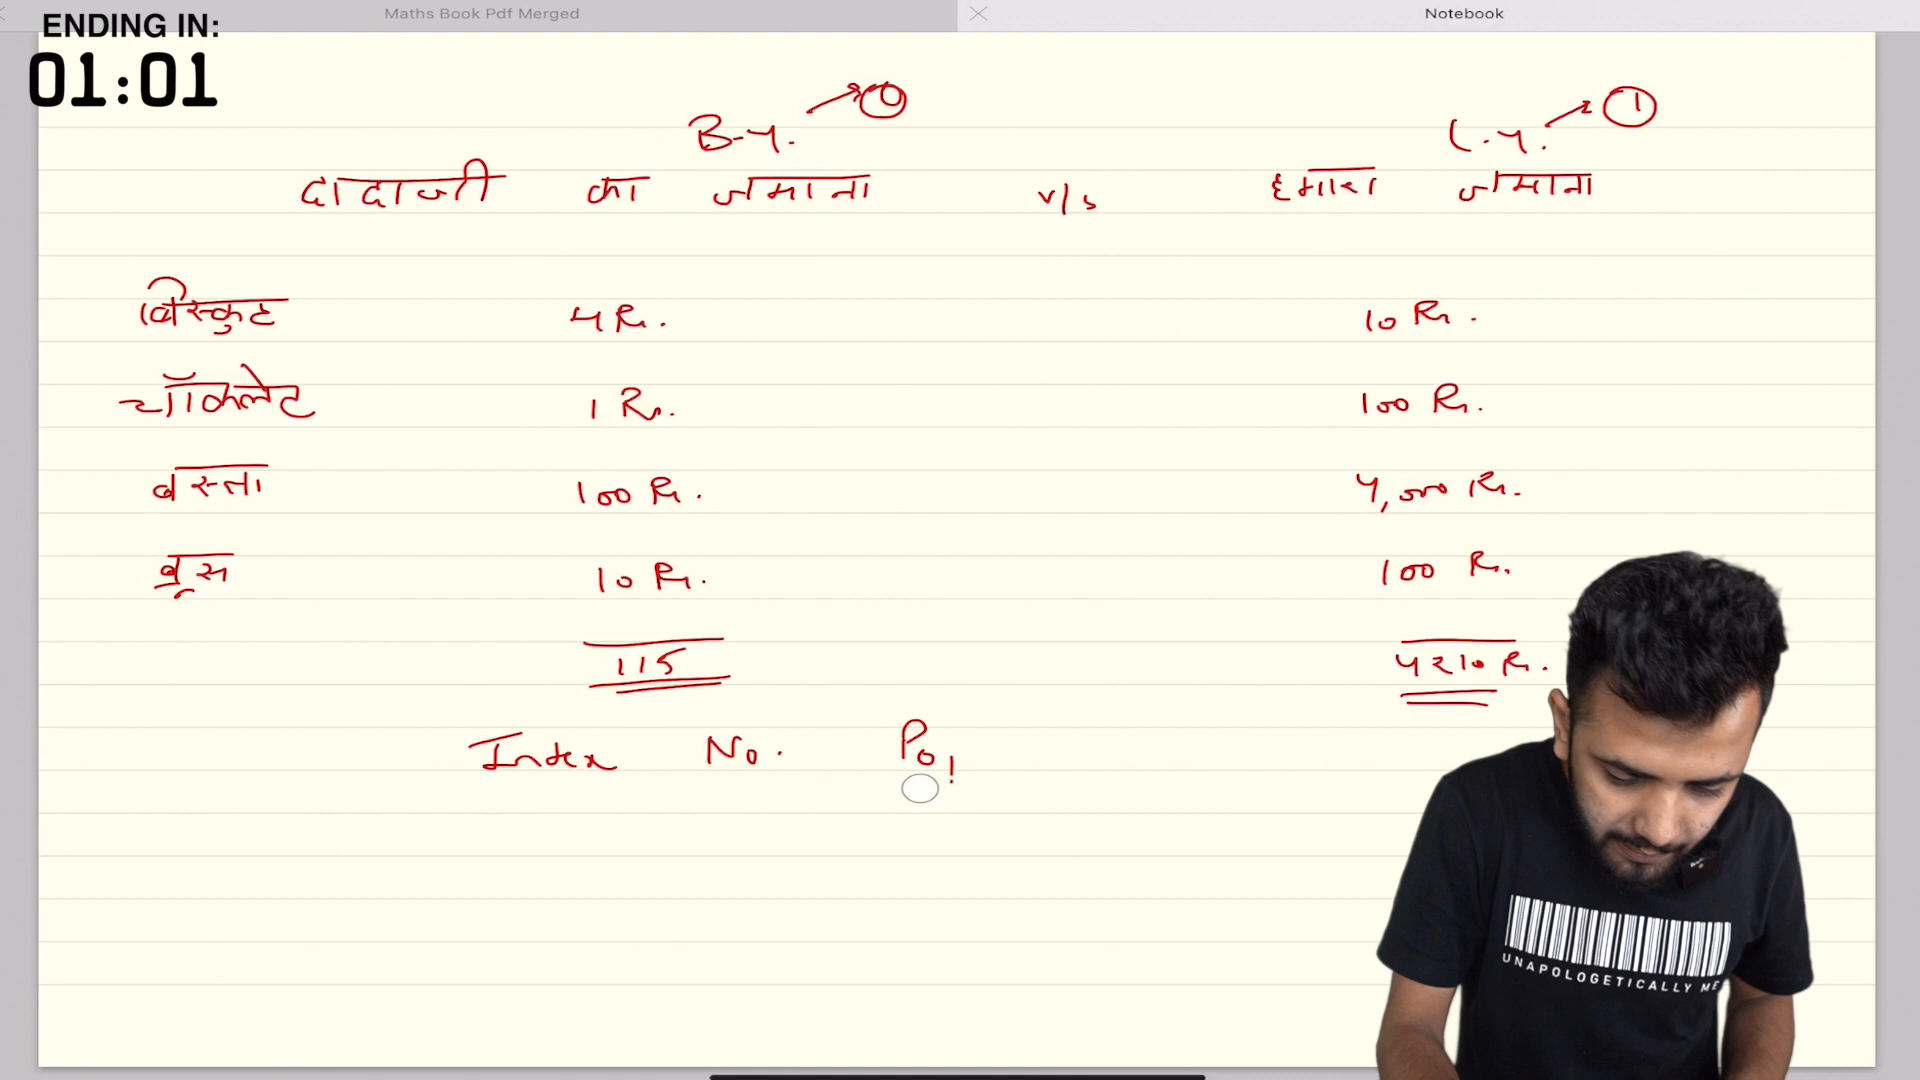 Maths Book Pdf Merged Notebook
ENDING IN:
01:01
B.Y. → 0 C.Y. → 1
दादाजी का जमाना v/s हमारा जमाना
बिस्कुट 4 Rs. 10 Rs.
चॉकलेट 1 Rs. 100 Rs.
बस्ता 100 Rs. 4,000 Rs.
ब्रूस 10 Rs. 100 Rs.
115 4210 Rs.
Index No. P₀₁
UNAPOLOGETICALLY ME